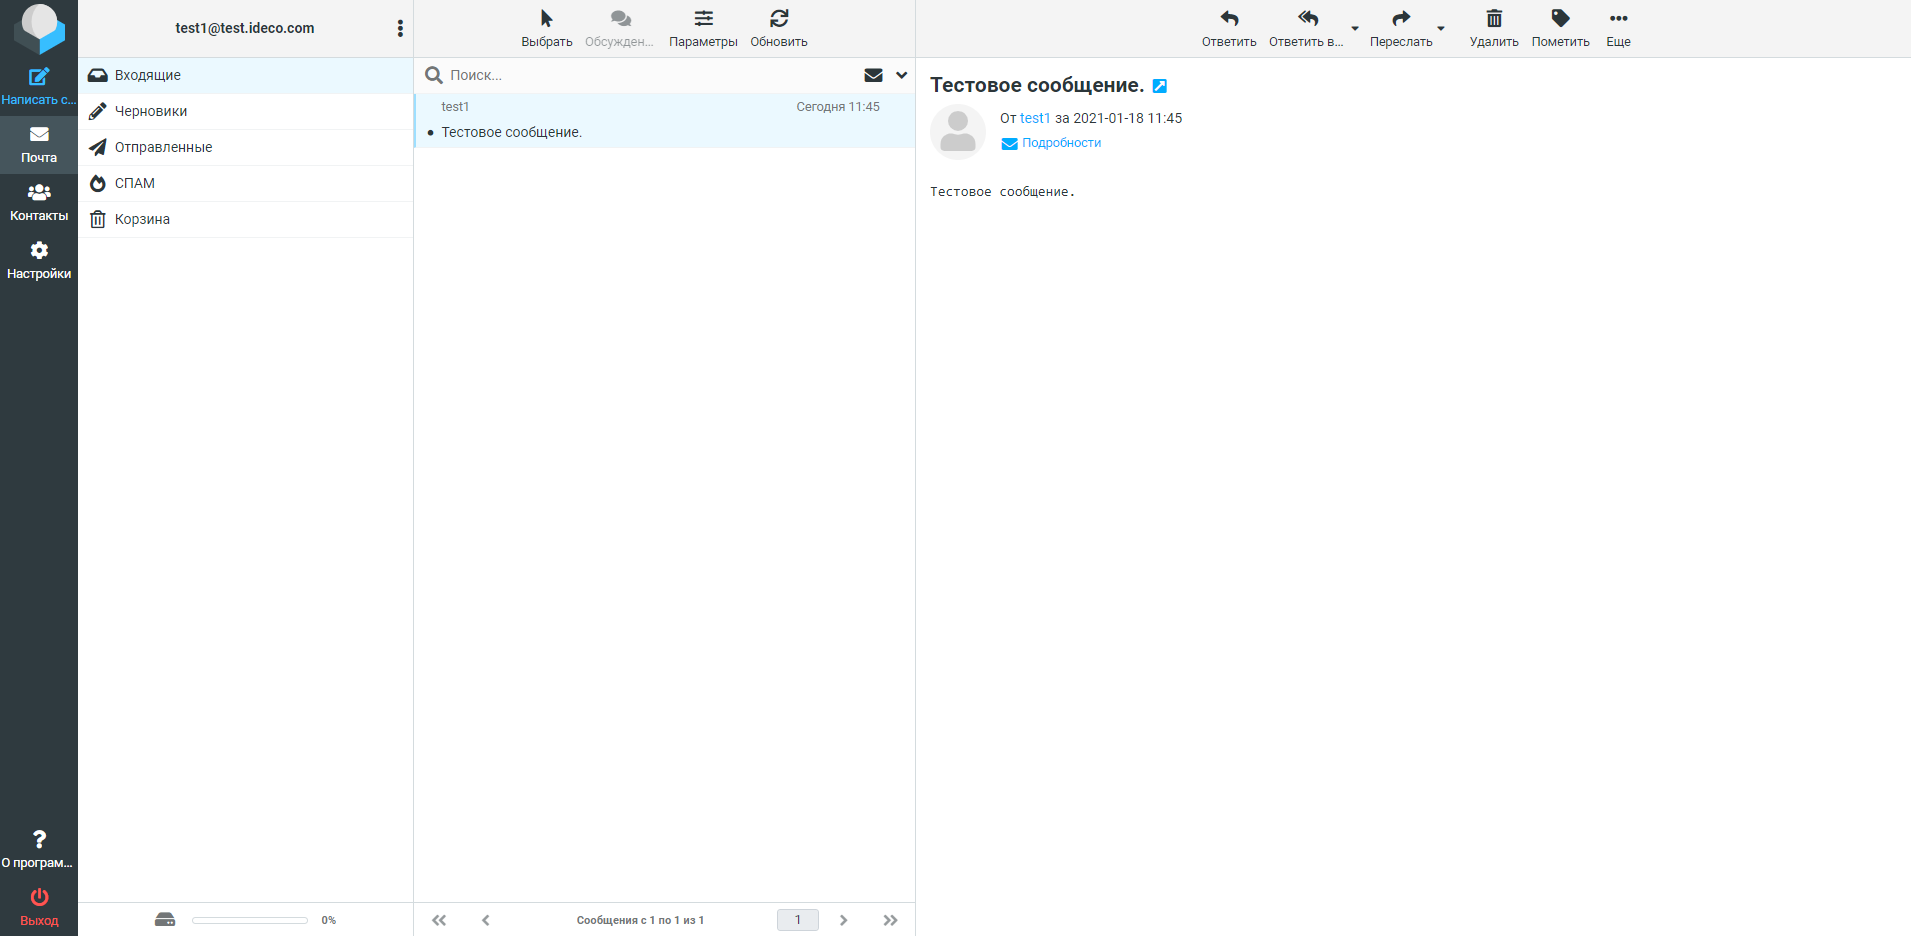 test1@test.ideco.com
Написать с...
Почта
Контакты
Настройки
О програм...
Выход
Входящие
Черновики
Отправленные
СПАМ
Корзина
0%
Выбрать Обсужден... Параметры Обновить
Поиск...
test1 Сегодня 11:45
• Тестовое сообщение.
Сообщения с 1 по 1 из 1 1
Ответить Ответить в... Переслать Удалить Пометить Еще
Тестовое сообщение.
От test1 за 2021-01-18 11:45
Подробности
Тестовое сообщение.